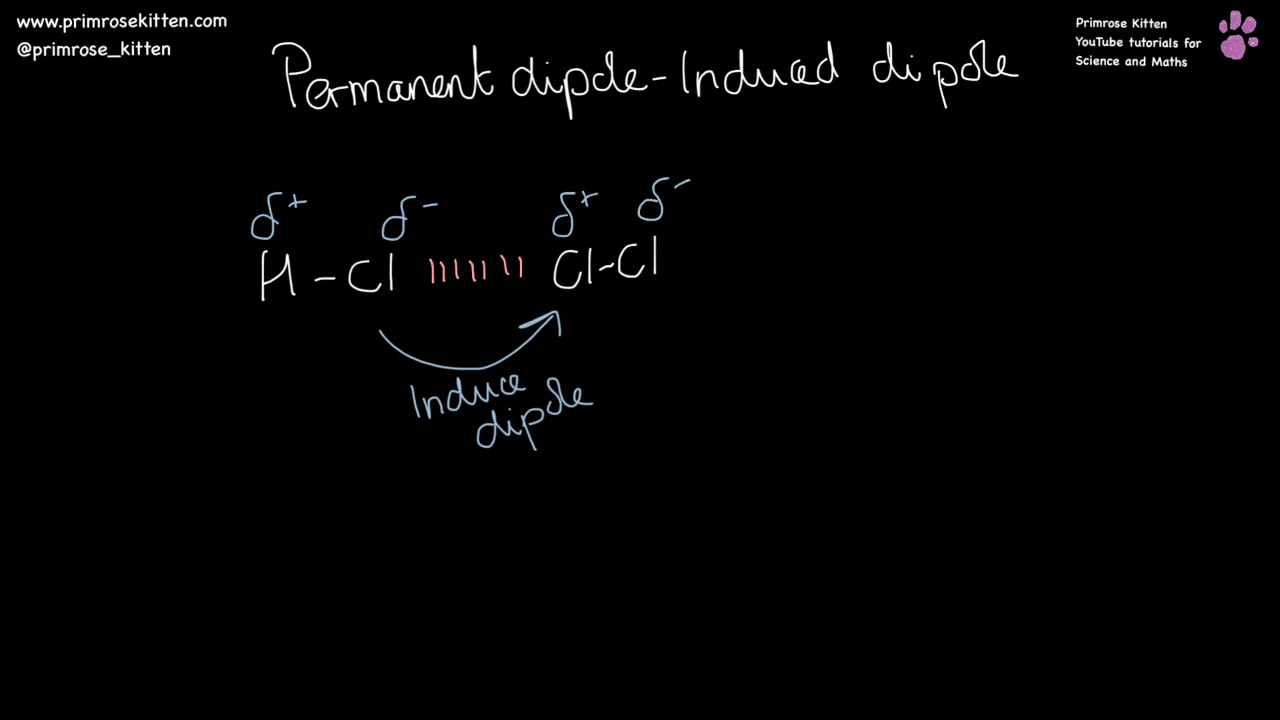 www.primrosekitten.com
@primrose_kitten
Primrose Kitten
YouTube tutorials for
Science and Maths
Permanent dipole-Induced dipole
δ+ δ- δ+ δ-
H-Cl Cl-Cl
Induce
dipole